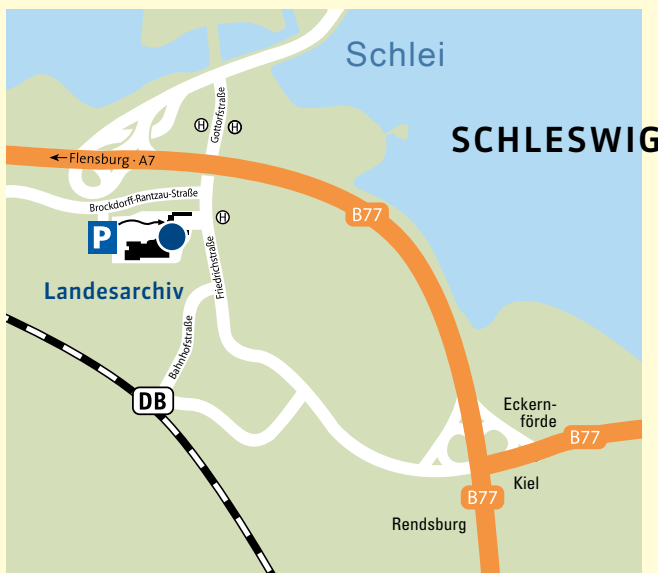 Schlei
SCHLESWIG
Gottorfstraße
H
H
←Flensburg · A7
Brockdorff-Rantzau-Straße
B77
H
P
Friedrichstraße
Landesarchiv
Bahnhofstraße
DB
Eckern-
förde
B77
Kiel
B77
Rendsburg